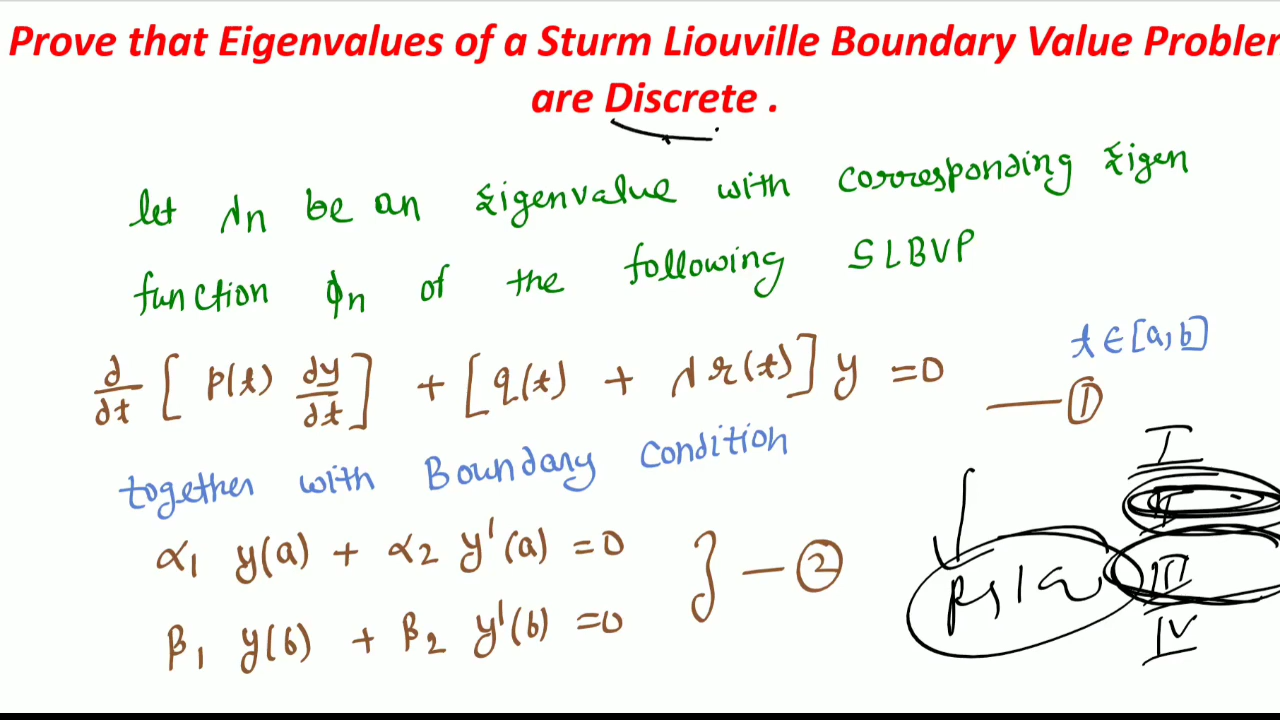 Prove that Eigenvalues of a Sturm Liouville Boundary Value Problem
are Discrete .
let λn be an Eigenvalue with corresponding Eigen
function ϕn of the following SLBVP
d/dt [ p(t) dy/dt ] + [ q(t) + λ r(t) ] y = 0 t ∈ [a, b] — ①
together with Boundary Condition
α1 y(a) + α2 y'(a) = 0
β1 y(b) + β2 y'(b) = 0 } — ②
I
II
III
IV